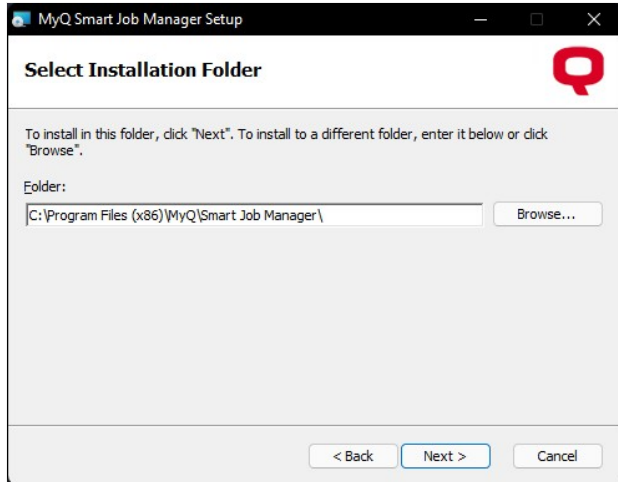 MyQ Smart Job Manager Setup
Select Installation Folder
To install in this folder, click "Next". To install to a different folder, enter it below or click
"Browse".
Folder:
C:\Program Files (x86)\MyQ\Smart Job Manager\
Browse...
< Back
Next >
Cancel